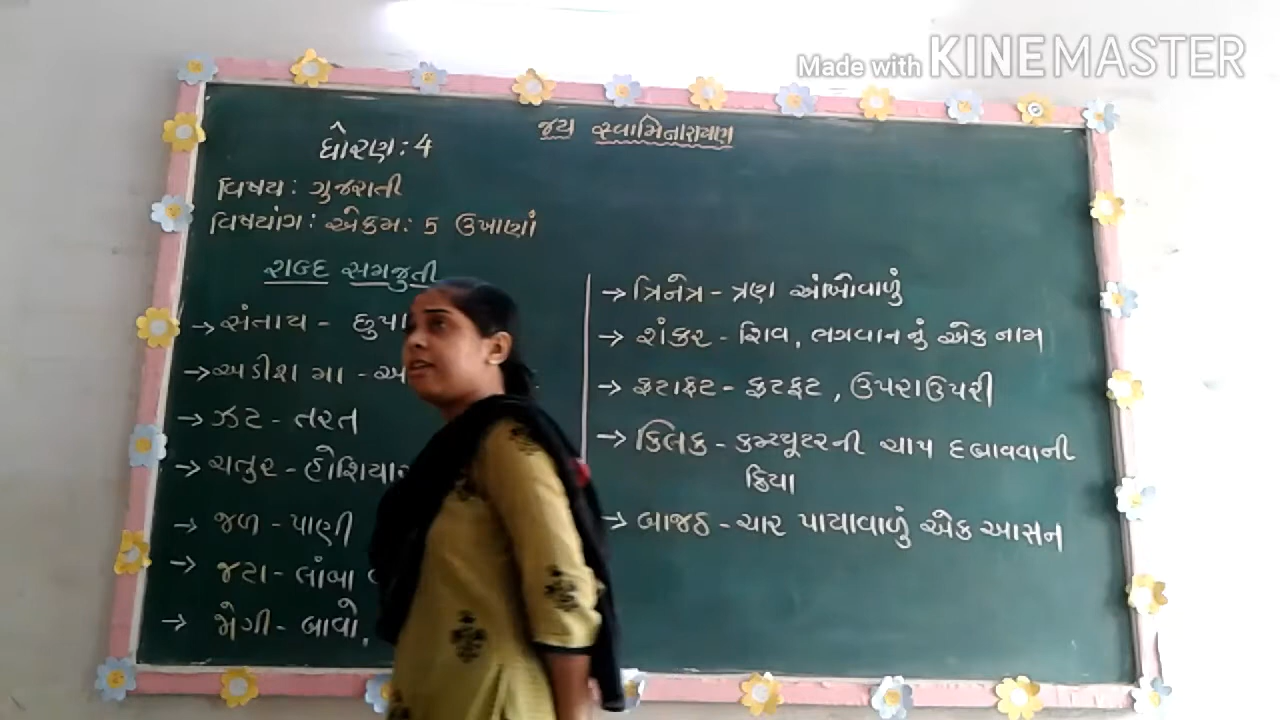 Made with KINEMASTER
જય સ્વામિનારાયણ
ધોરણ: 4
વિષય: ગુજરાતી
વિષયાંગ: એકમ: 5 ઉખાણાં
શબ્દ સમજુતી
→ સંતાય - છુપા
→ અડીશ મા - અ
→ ઝટ - તરત
→ ચતુર - હોશિયાર
→ જળ - પાણી
→ જટા - લાંબા
→ જોગી - બાવો,
→ ત્રિનેત્ર - ત્રણ આંખોવાળું
→ શંકર - શિવ, ભગવાનનું એક નામ
→ ફટાફટ - ફટફટ, ઉપરાઉપરી
→ ક્લિક - કમ્પ્યૂટરની ચાપ દબાવવાની
ક્રિયા
→ બાજઠ - ચાર પાયાવાળું એક આસન